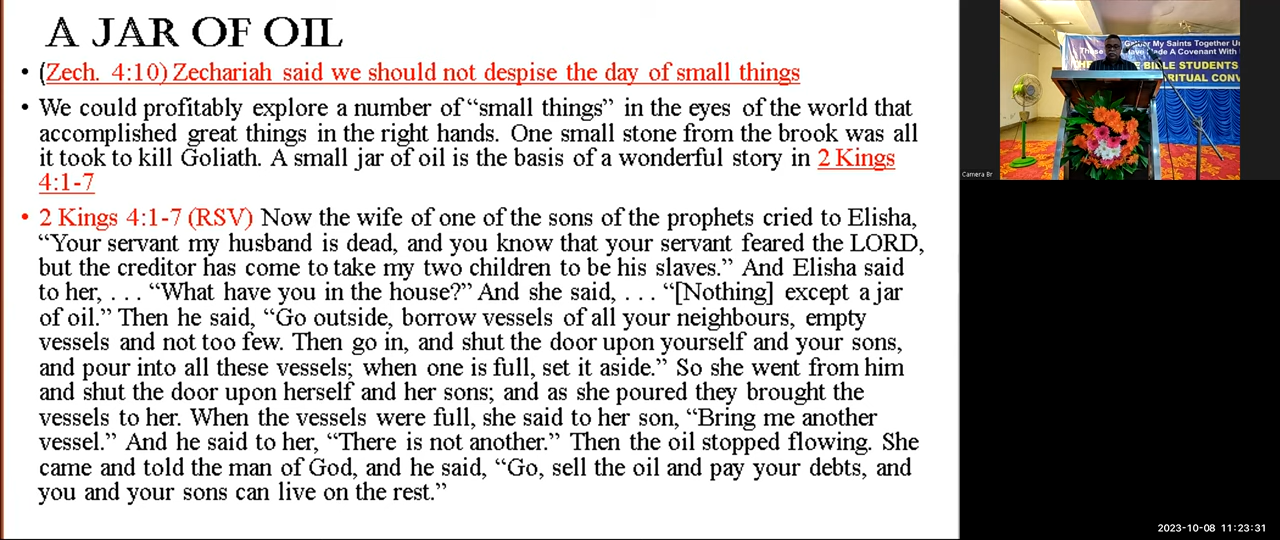 A JAR OF OIL
• (Zech. 4:10) Zechariah said we should not despise the day of small things
• We could profitably explore a number of “small things” in the eyes of the world that
accomplished great things in the right hands. One small stone from the brook was all
it took to kill Goliath. A small jar of oil is the basis of a wonderful story in 2 Kings
4:1-7
• 2 Kings 4:1-7 (RSV) Now the wife of one of the sons of the prophets cried to Elisha,
“Your servant my husband is dead, and you know that your servant feared the LORD,
but the creditor has come to take my two children to be his slaves.” And Elisha said
to her, . . . “What have you in the house?” And she said, . . . “[Nothing] except a jar
of oil.” Then he said, “Go outside, borrow vessels of all your neighbours, empty
vessels and not too few. Then go in, and shut the door upon yourself and your sons,
and pour into all these vessels; when one is full, set it aside.” So she went from him
and shut the door upon herself and her sons; and as she poured they brought the
vessels to her. When the vessels were full, she said to her son, “Bring me another
vessel.” And he said to her, “There is not another.” Then the oil stopped flowing. She
came and told the man of God, and he said, “Go, sell the oil and pay your debts, and
you and your sons can live on the rest.”
My Saints Together
Made A Covenant With
BIBLE STUDENTS
RITUAL CONV
Camera Br
2023-10-08 11:23:31